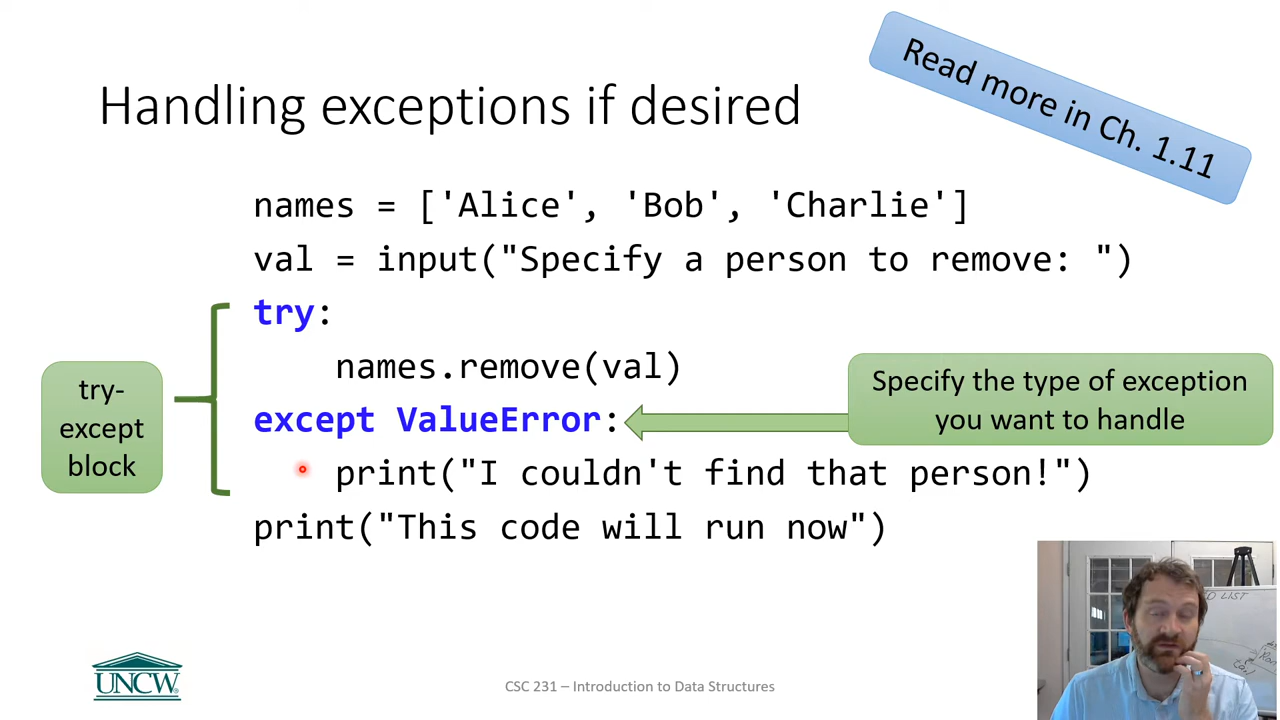 Read more in Ch. 1.11
Handling exceptions if desired
names = ['Alice', 'Bob', 'Charlie']
val = input("Specify a person to remove: ")
try:
names.remove(val)
except ValueError:
print("I couldn't find that person!")
print("This code will run now")
try-
except
block
Specify the type of exception
you want to handle
UNCW
CSC 231 – Introduction to Data Structures
LIST